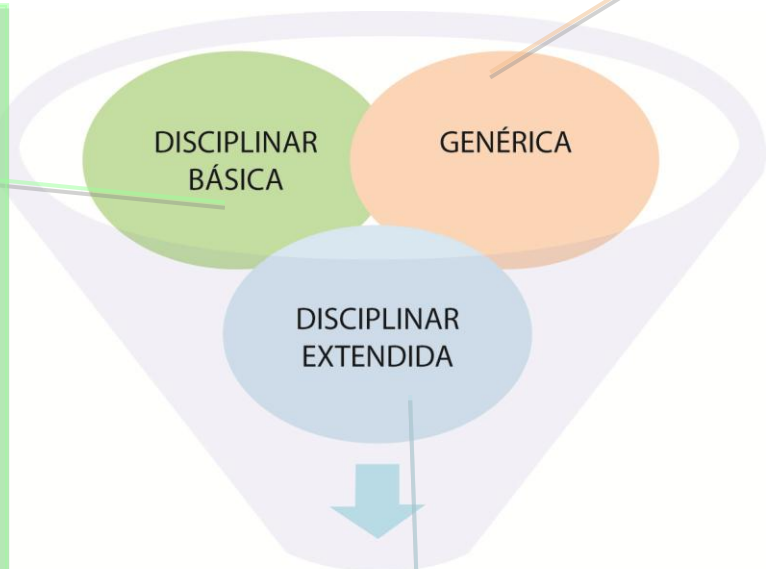 DISCIPLINAR
BÁSICA
GENÉRICA
DISCIPLINAR
EXTENDIDA